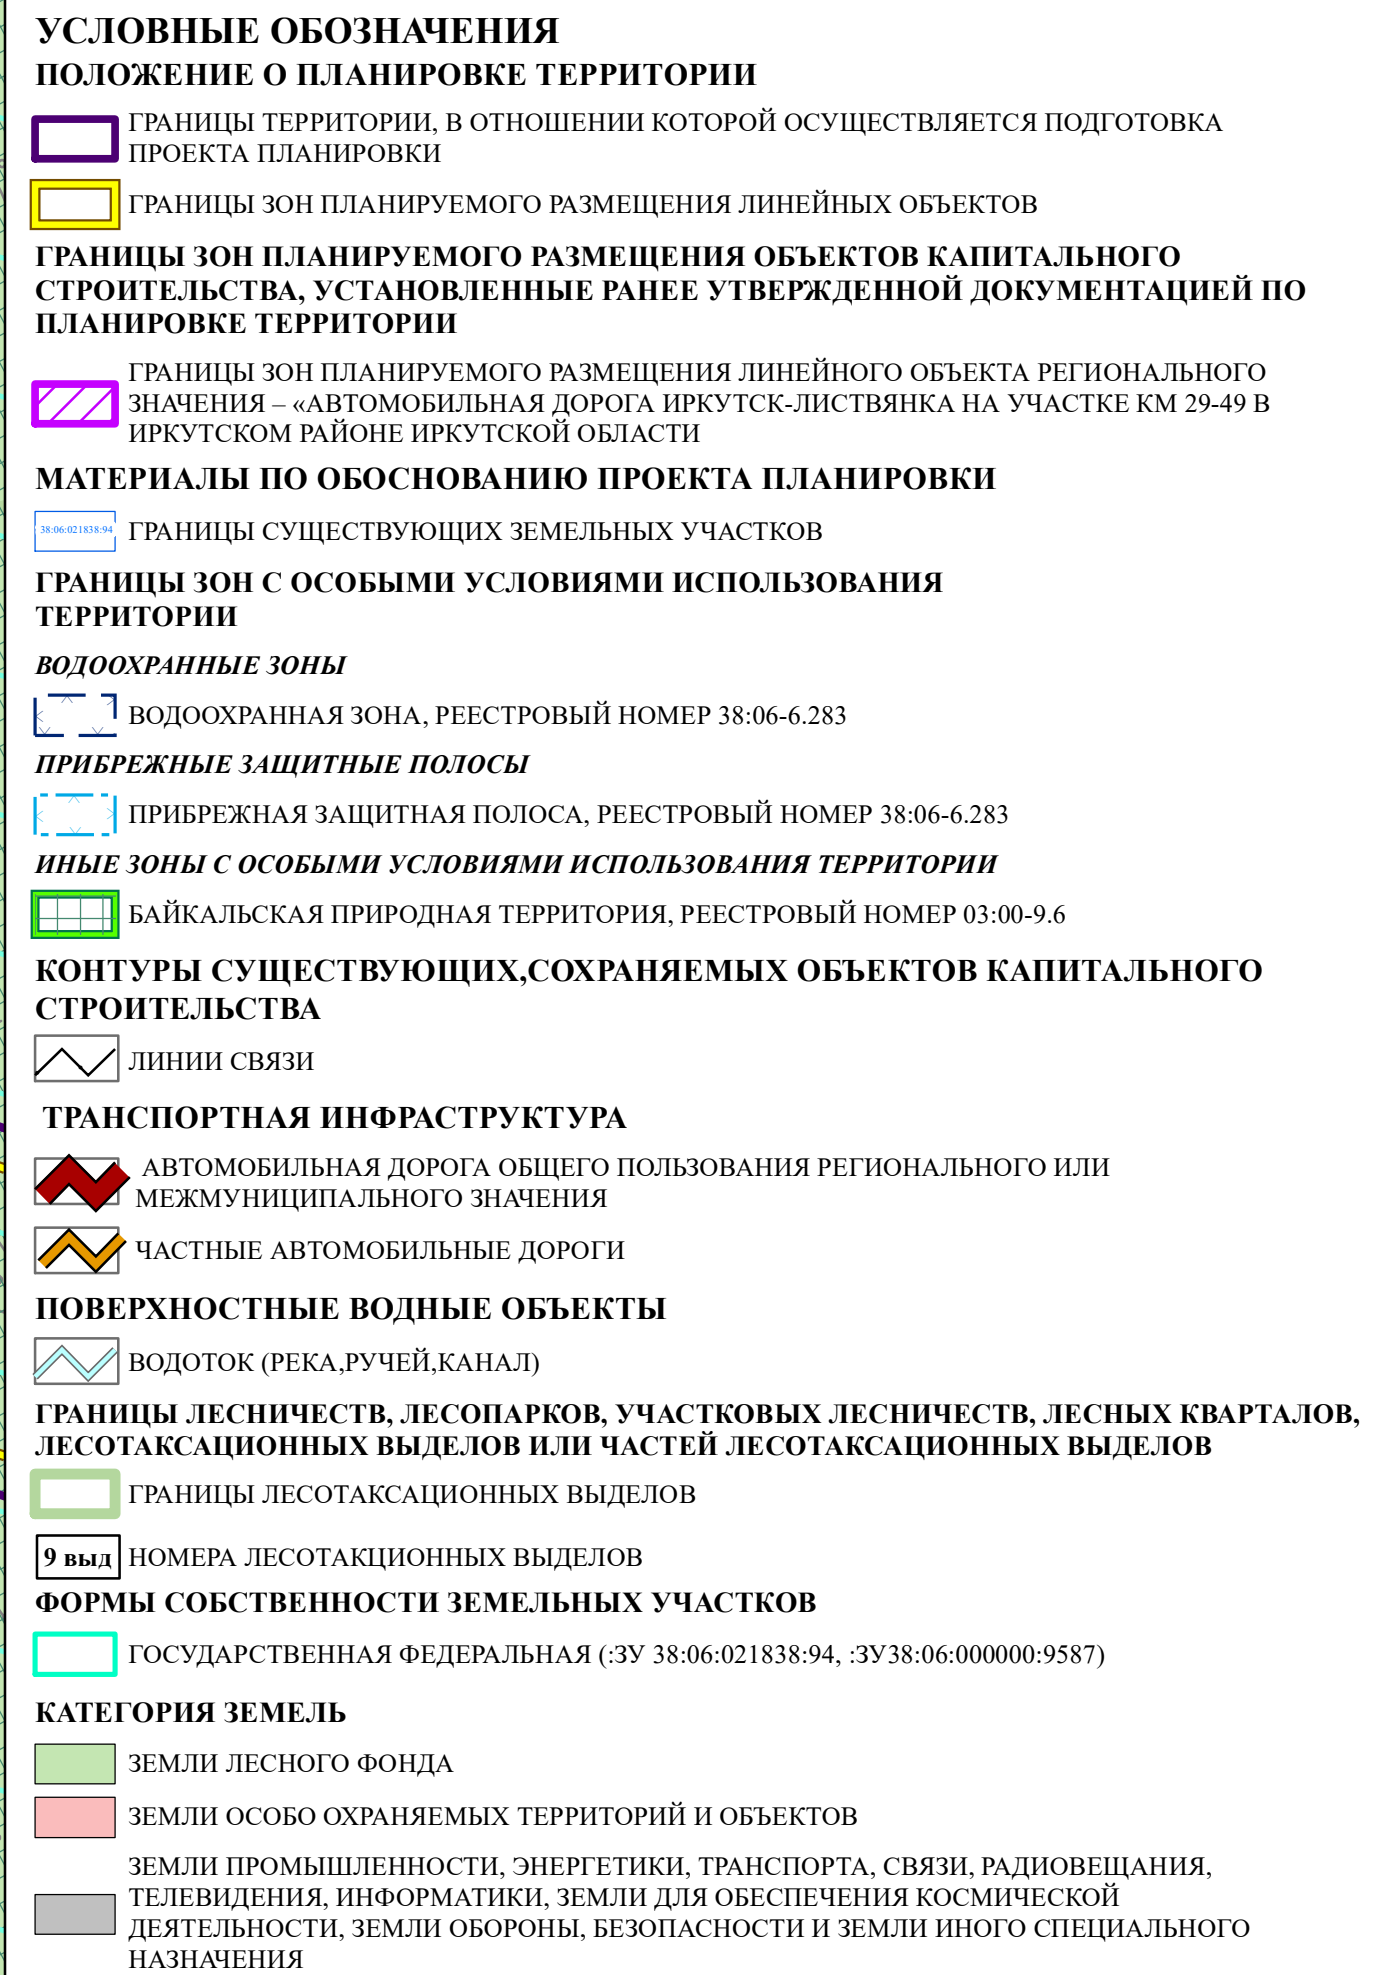 УСЛОВНЫЕ ОБОЗНАЧЕНИЯ
ПОЛОЖЕНИЕ О ПЛАНИРОВКЕ ТЕРРИТОРИИ
ГРАНИЦЫ ТЕРРИТОРИИ, В ОТНОШЕНИИ КОТОРОЙ ОСУЩЕСТВЛЯЕТСЯ ПОДГОТОВКА
ПРОЕКТА ПЛАНИРОВКИ
ГРАНИЦЫ ЗОН ПЛАНИРУЕМОГО РАЗМЕЩЕНИЯ ЛИНЕЙНЫХ ОБЪЕКТОВ
ГРАНИЦЫ ЗОН ПЛАНИРУЕМОГО РАЗМЕЩЕНИЯ ОБЪЕКТОВ КАПИТАЛЬНОГО
СТРОИТЕЛЬСТВА, УСТАНОВЛЕННЫЕ РАНЕЕ УТВЕРЖДЕННОЙ ДОКУМЕНТАЦИЕЙ ПО
ПЛАНИРОВКЕ ТЕРРИТОРИИ
ГРАНИЦЫ ЗОН ПЛАНИРУЕМОГО РАЗМЕЩЕНИЯ ЛИНЕЙНОГО ОБЪЕКТА РЕГИОНАЛЬНОГО
ЗНАЧЕНИЯ – «АВТОМОБИЛЬНАЯ ДОРОГА ИРКУТСК-ЛИСТВЯНКА НА УЧАСТКЕ КМ 29-49 В
ИРКУТСКОМ РАЙОНЕ ИРКУТСКОЙ ОБЛАСТИ
МАТЕРИАЛЫ ПО ОБОСНОВАНИЮ ПРОЕКТА ПЛАНИРОВКИ
38:06:021838:94 ГРАНИЦЫ СУЩЕСТВУЮЩИХ ЗЕМЕЛЬНЫХ УЧАСТКОВ
ГРАНИЦЫ ЗОН С ОСОБЫМИ УСЛОВИЯМИ ИСПОЛЬЗОВАНИЯ
ТЕРРИТОРИИ
ВОДООХРАННЫЕ ЗОНЫ
ВОДООХРАННАЯ ЗОНА, РЕЕСТРОВЫЙ НОМЕР 38:06-6.283
ПРИБРЕЖНЫЕ ЗАЩИТНЫЕ ПОЛОСЫ
ПРИБРЕЖНАЯ ЗАЩИТНАЯ ПОЛОСА, РЕЕСТРОВЫЙ НОМЕР 38:06-6.283
ИНЫЕ ЗОНЫ С ОСОБЫМИ УСЛОВИЯМИ ИСПОЛЬЗОВАНИЯ ТЕРРИТОРИИ
БАЙКАЛЬСКАЯ ПРИРОДНАЯ ТЕРРИТОРИЯ, РЕЕСТРОВЫЙ НОМЕР 03:00-9.6
КОНТУРЫ СУЩЕСТВУЮЩИХ,СОХРАНЯЕМЫХ ОБЪЕКТОВ КАПИТАЛЬНОГО
СТРОИТЕЛЬСТВА
ЛИНИИ СВЯЗИ
ТРАНСПОРТНАЯ ИНФРАСТРУКТУРА
АВТОМОБИЛЬНАЯ ДОРОГА ОБЩЕГО ПОЛЬЗОВАНИЯ РЕГИОНАЛЬНОГО ИЛИ
МЕЖМУНИЦИПАЛЬНОГО ЗНАЧЕНИЯ
ЧАСТНЫЕ АВТОМОБИЛЬНЫЕ ДОРОГИ
ПОВЕРХНОСТНЫЕ ВОДНЫЕ ОБЪЕКТЫ
ВОДОТОК (РЕКА,РУЧЕЙ,КАНАЛ)
ГРАНИЦЫ ЛЕСНИЧЕСТВ, ЛЕСОПАРКОВ, УЧАСТКОВЫХ ЛЕСНИЧЕСТВ, ЛЕСНЫХ КВАРТАЛОВ,
ЛЕСОТАКСАЦИОННЫХ ВЫДЕЛОВ ИЛИ ЧАСТЕЙ ЛЕСОТАКСАЦИОННЫХ ВЫДЕЛОВ
ГРАНИЦЫ ЛЕСОТАКСАЦИОННЫХ ВЫДЕЛОВ
9 выд НОМЕРА ЛЕСОТАКЦИОННЫХ ВЫДЕЛОВ
ФОРМЫ СОБСТВЕННОСТИ ЗЕМЕЛЬНЫХ УЧАСТКОВ
ГОСУДАРСТВЕННАЯ ФЕДЕРАЛЬНАЯ (:ЗУ 38:06:021838:94, :ЗУ38:06:000000:9587)
КАТЕГОРИЯ ЗЕМЕЛЬ
ЗЕМЛИ ЛЕСНОГО ФОНДА
ЗЕМЛИ ОСОБО ОХРАНЯЕМЫХ ТЕРРИТОРИЙ И ОБЪЕКТОВ
ЗЕМЛИ ПРОМЫШЛЕННОСТИ, ЭНЕРГЕТИКИ, ТРАНСПОРТА, СВЯЗИ, РАДИОВЕЩАНИЯ,
ТЕЛЕВИДЕНИЯ, ИНФОРМАТИКИ, ЗЕМЛИ ДЛЯ ОБЕСПЕЧЕНИЯ КОСМИЧЕСКОЙ
ДЕЯТЕЛЬНОСТИ, ЗЕМЛИ ОБОРОНЫ, БЕЗОПАСНОСТИ И ЗЕМЛИ ИНОГО СПЕЦИАЛЬНОГО
НАЗНАЧЕНИЯ